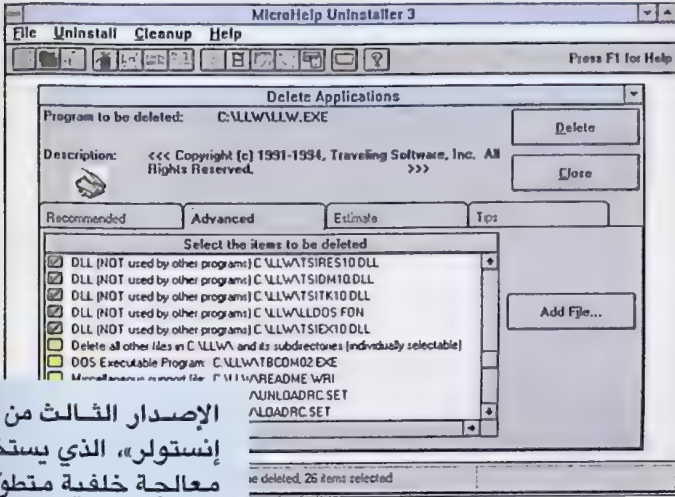 MicroHelp Uninstaller 3
File Uninstall Cleanup Help
Press F1 for Help
Delete Applications
Program to be deleted: C:\LLW\LLW.EXE
Delete
Description: <<< Copyright (c) 1991-1994, Traveling Software, Inc. All
Rights Reserved. >>>
Close
Recommended Advanced Estimate Tips
Select the items to be deleted
DLL (NOT used by other programs) C:\LLW\TSIRES10.DLL
DLL (NOT used by other programs) C:\LLW\TSIDM10.DLL
DLL (NOT used by other programs) C:\LLW\TSITK10.DLL
DLL (NOT used by other programs) C:\LLW\LLDOS.FON
DLL (NOT used by other programs) C:\LLW\TSIEX10.DLL
Add File...
Delete all other files in C:\LLW\ and its subdirectories (individually selectable)
DOS Executable Program: C:\LLW\TBCOM02.EXE
Miscellaneous support file: C:\LLW\README.WRI
\UNLOADRC.SET
\LOADRC.SET
الإصدار الثالث من
إنستولر»، الذي
معالجة خلفية
be deleted, 26 items selected